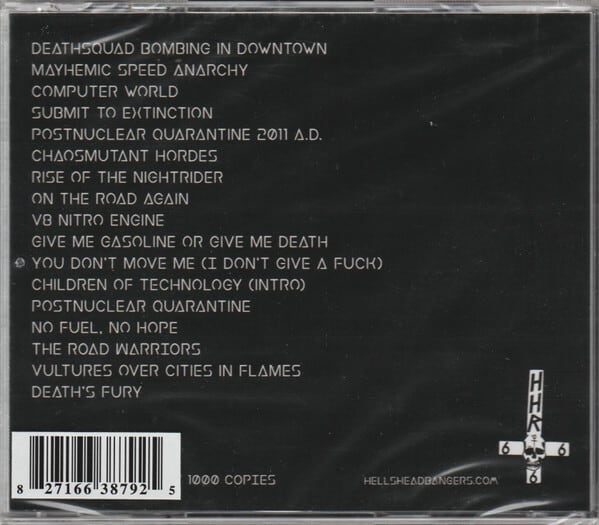 DEATHSQUAD BOMBING IN DOWNTOWN
MAYHEMIC SPEED ANARCHY
COMPUTER WORLD
SUBMIT TO EXTINCTION
POSTNUCLEAR QUARANTINE 2011 A.D.
CHAOSMUTANT HORDES
RISE OF THE NIGHTRIDER
ON THE ROAD AGAIN
V8 NITRO ENGINE
GIVE ME GASOLINE OR GIVE ME DEATH
YOU DON'T MOVE ME (I DON'T GIVE A FUCK)
CHILDREN OF TECHNOLOGY (INTRO)
POSTNUCLEAR QUARANTINE
NO FUEL, NO HOPE
THE ROAD WARRIORS
VULTURES OVER CITIES IN FLAMES
DEATH'S FURY
HHR
6 6
6
1000 COPIES
HELLSHEADBANGERS.COM
8 27166 38792 5